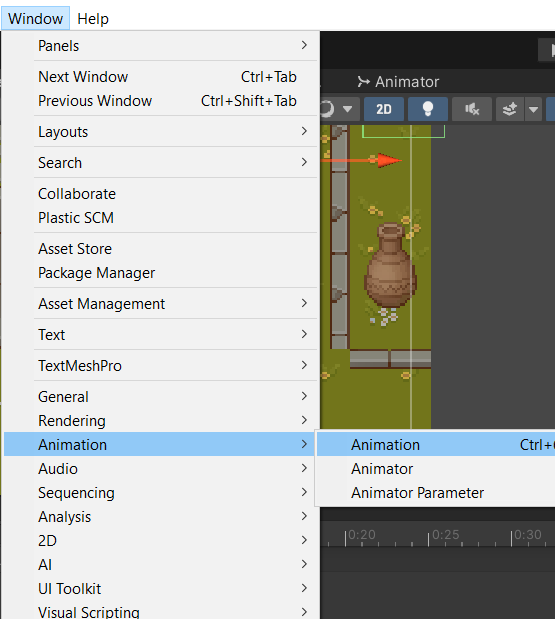 Window Help
Panels
Next Window Ctrl+Tab
Previous Window Ctrl+Shift+Tab
Animator
Layouts
2D
Search
Collaborate
Plastic SCM
Asset Store
Package Manager
Asset Management
Text
TextMeshPro
General
Rendering
Animation
Animation Ctrl+
Audio
Animator
Sequencing
Animator Parameter
Analysis
2D
0:20 0:25 0:30
AI
UI Toolkit
Visual Scripting